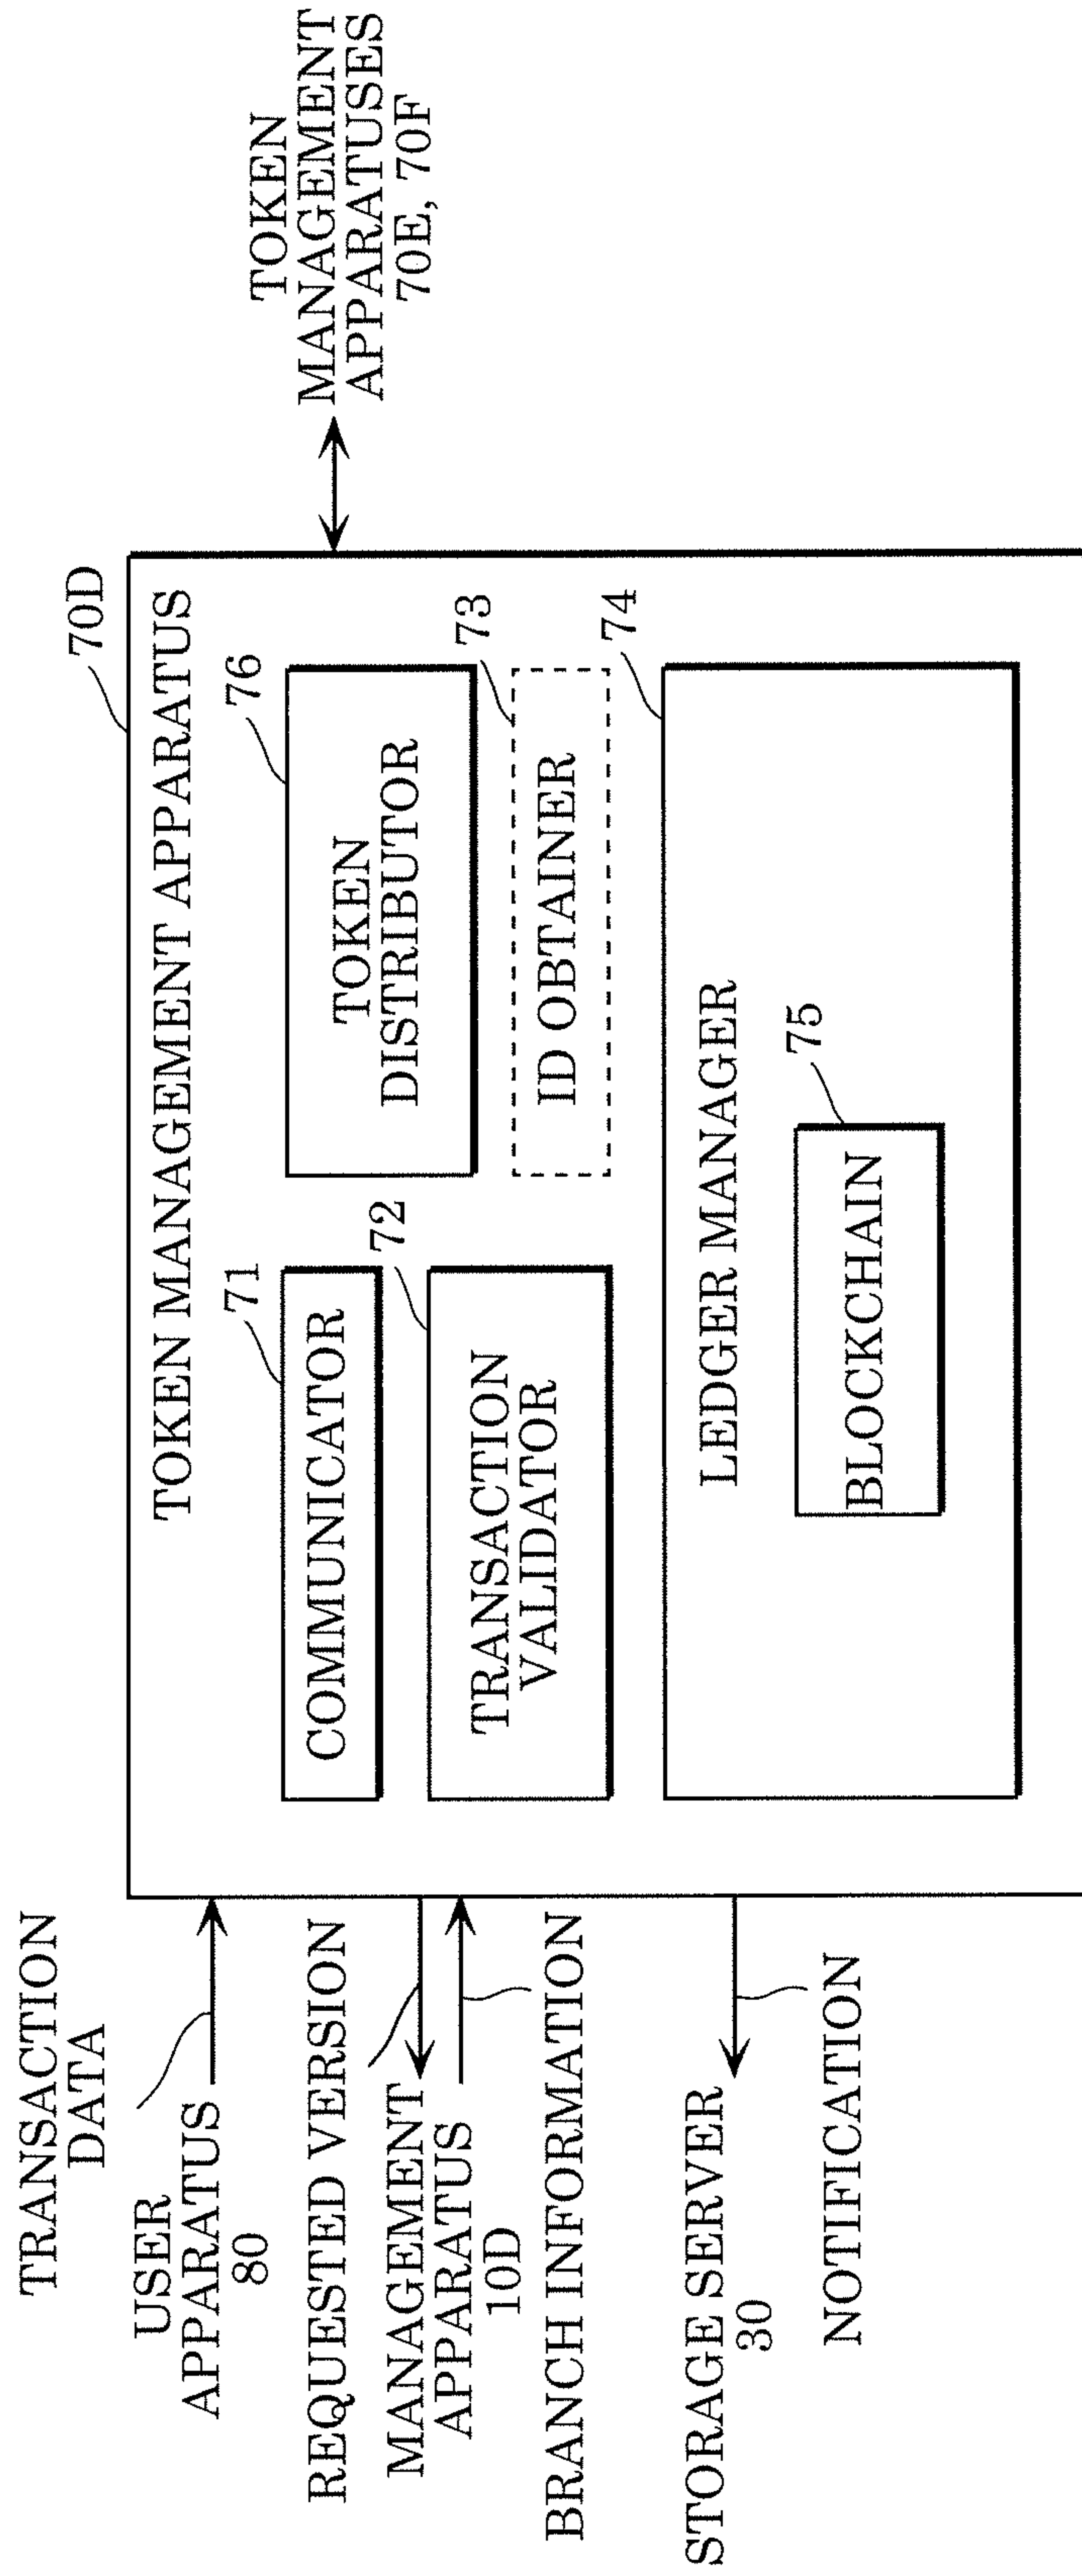 TRANSACTION
DATA
USER
APPARATUS
80
REQUESTED VERSION
MANAGEMENT
APPARATUS
10D
BRANCH INFORMATION
STORAGE SERVER
30
NOTIFICATION
70D
TOKEN MANAGEMENT APPARATUS
71
COMMUNICATOR
72
TRANSACTION
VALIDATOR
76
TOKEN
DISTRIBUTOR
73
ID OBTAINER
74
LEDGER MANAGER
75
BLOCKCHAIN
TOKEN
MANAGEMENT
APPARATUSES
70E, 70F